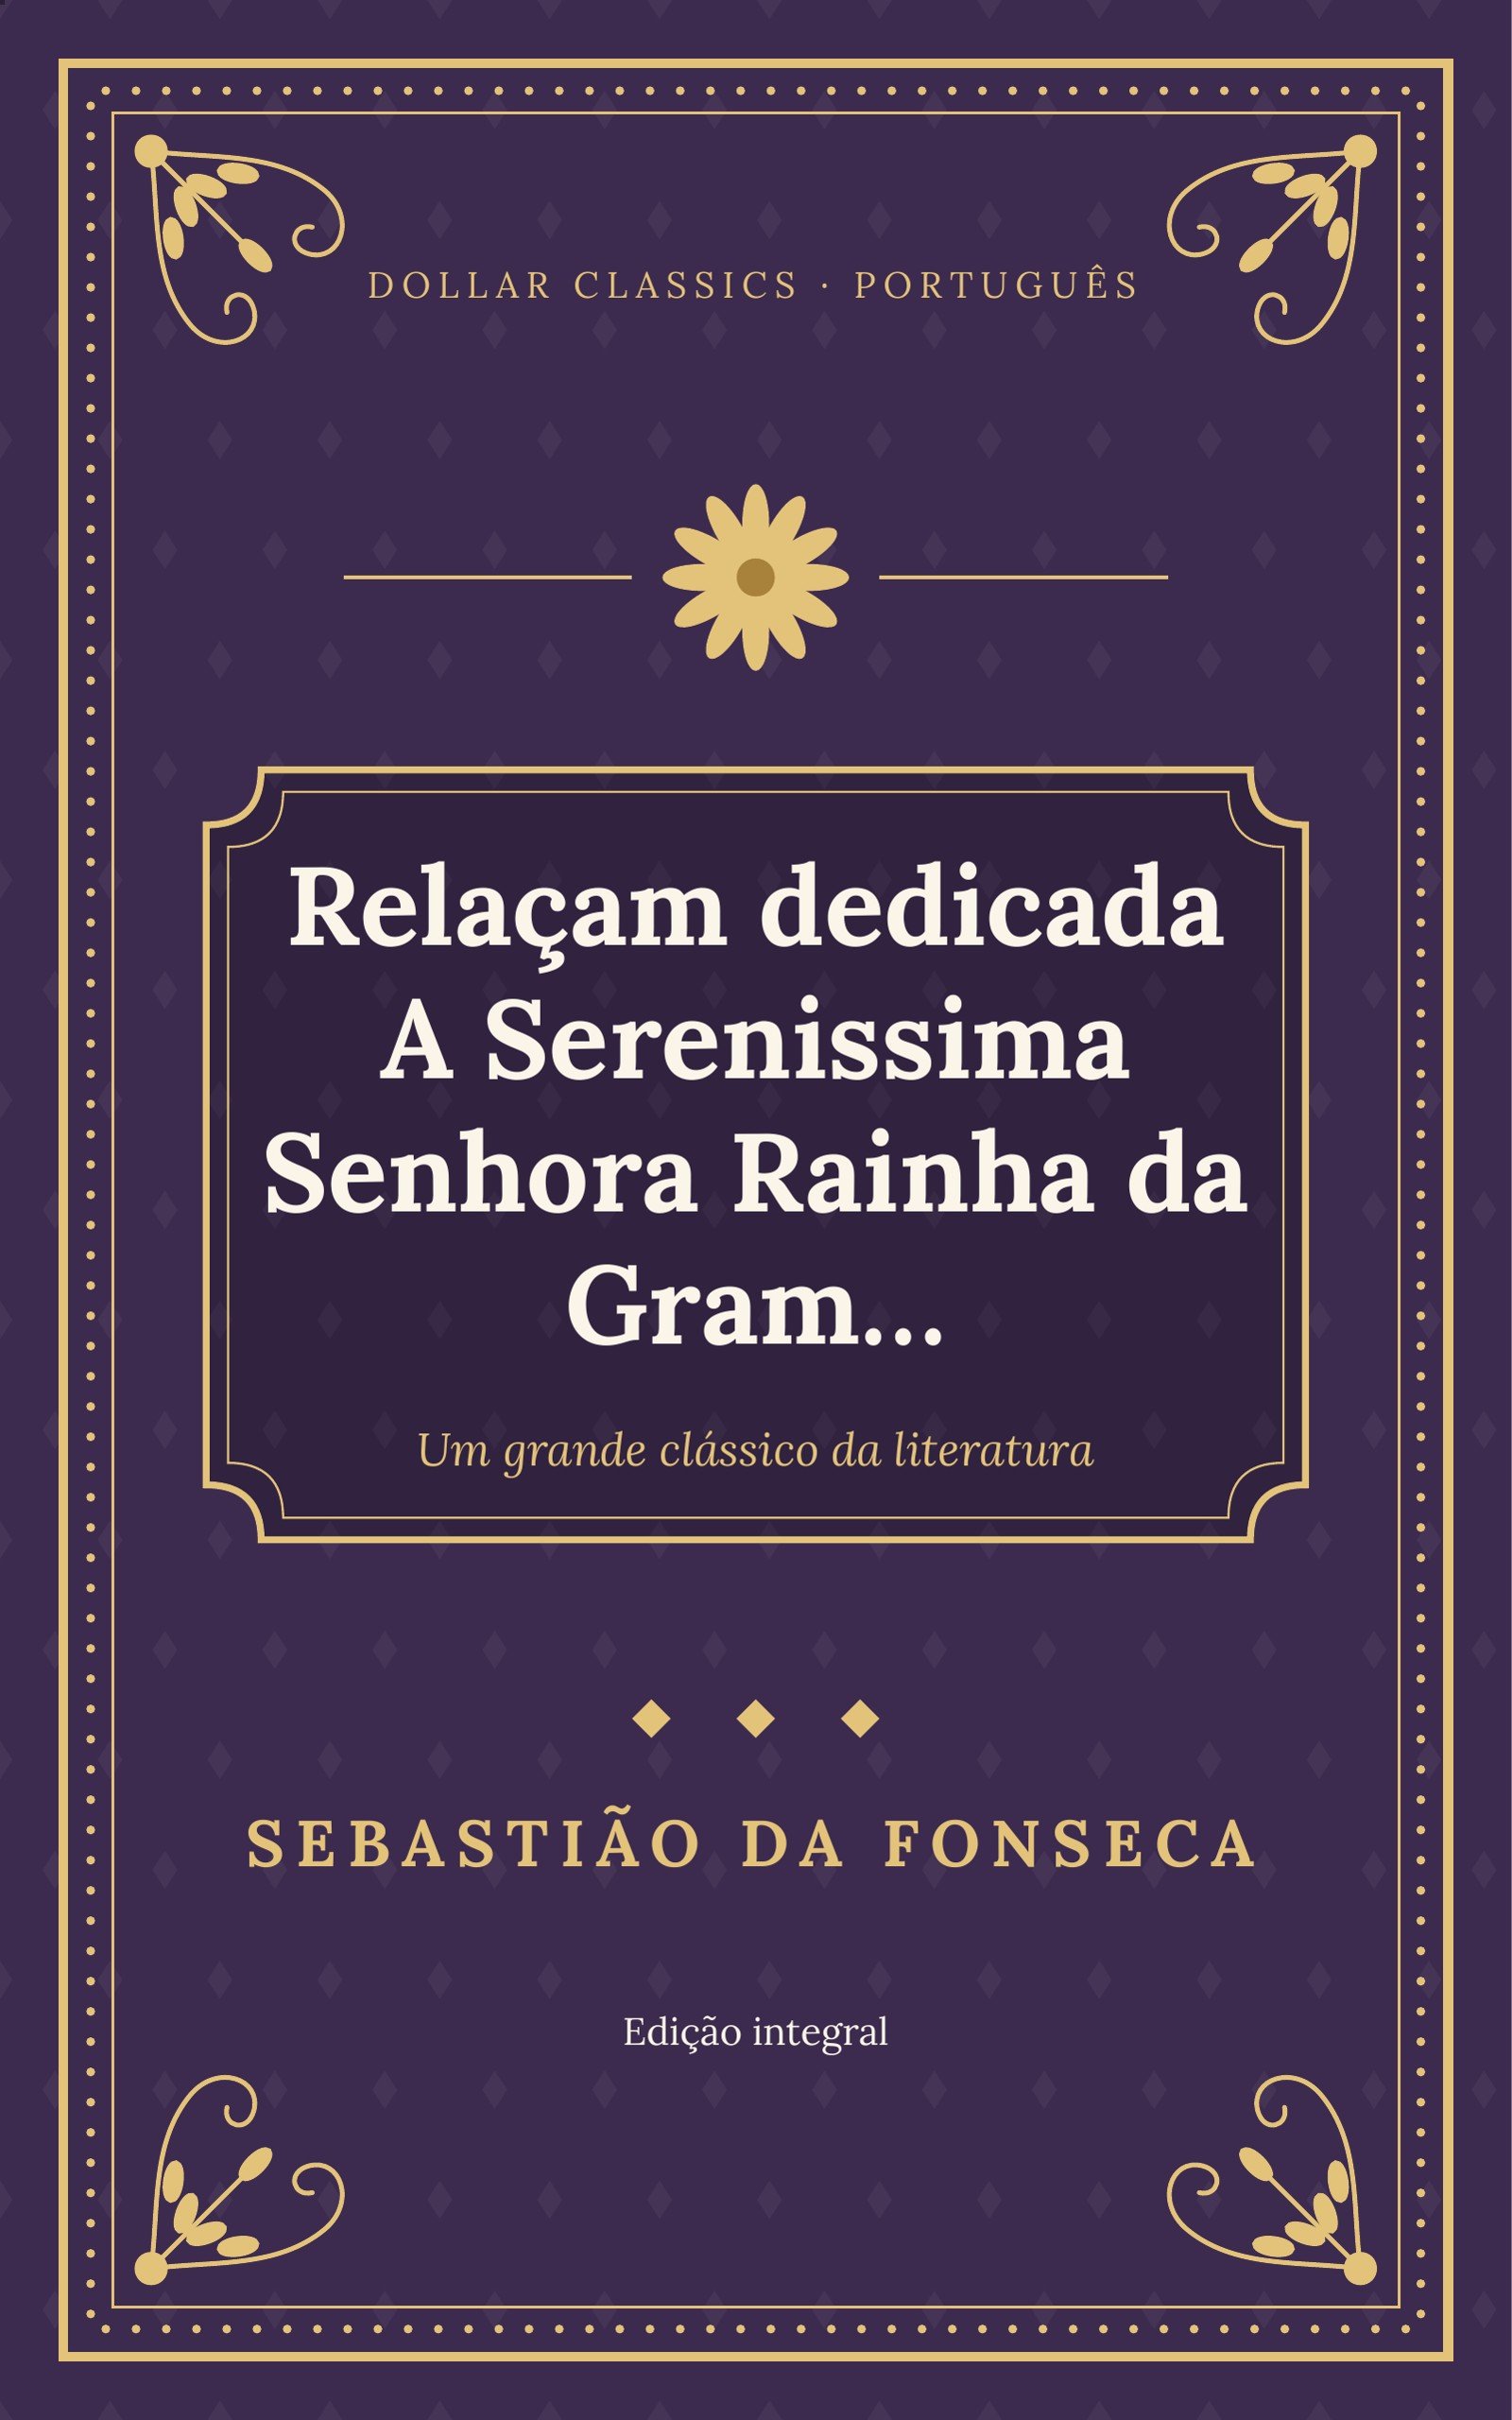 DOLLAR CLASSICS · PORTUGUÊS
Relaçam dedicada
A Serenissima
Senhora Rainha da
Gram...
Um grande clássico da literatura
SEBASTIÃO DA FONSECA
Edição integral